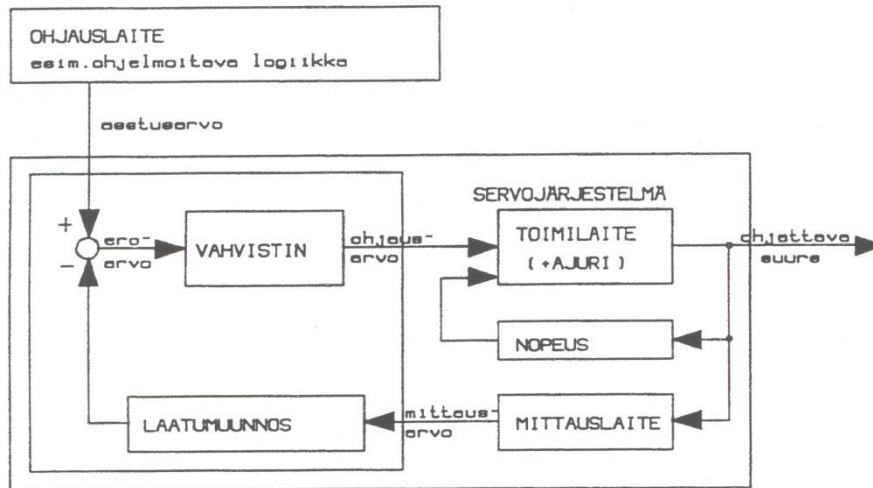 OHJAUSLAITE
esim.ohjelmoitava logiikka
asetusarvo
SERVOJÄRJESTELMÄ
+
ero-
arvo
-
VAHVISTIN
ohjaus-
arvo
TOIMILAITE
( +AJURI )
ohjattava
suure
NOPEUS
LAATUMUUNNOS
mittaus-
arvo
MITTAUSLAITE